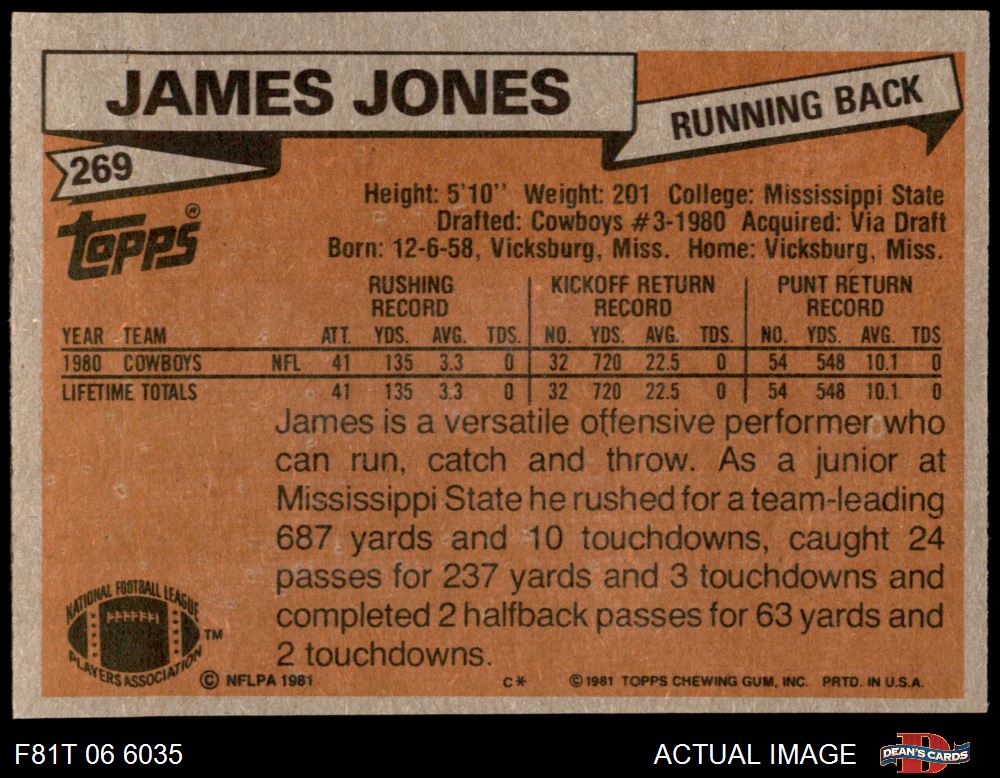 JAMES JONES
RUNNING BACK
269
topps®
Height: 5'10'' Weight: 201 College: Mississippi State
Drafted: Cowboys #3-1980 Acquired: Via Draft
Born: 12-6-58, Vicksburg, Miss. Home: Vicksburg, Miss.
RUSHING RECORD KICKOFF RETURN RECORD PUNT RETURN RECORD
YEAR TEAM ATT. YDS. AVG. TDS. NO. YDS. AVG. TDS. NO. YDS. AVG. TDS
1980 COWBOYS NFL 41 135 3.3 0 32 720 22.5 0 54 548 10.1 0
LIFETIME TOTALS 41 135 3.3 0 32 720 22.5 0 54 548 10.1 0
James is a versatile offensive performer who
can run, catch and throw. As a junior at
Mississippi State he rushed for a team-leading
687 yards and 10 touchdowns, caught 24
passes for 237 yards and 3 touchdowns and
completed 2 halfback passes for 63 yards and
2 touchdowns.
NATIONAL FOOTBALL LEAGUE
PLAYERS ASSOCIATION TM
© NFLPA 1981 C* ©1981 TOPPS CHEWING GUM, INC. PRTD. IN U.S.A.
F81T 06 6035 ACTUAL IMAGE D DEAN'S CARDS